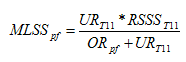 MLSS_pf = UR_T11 * RSSS_T11 / OR_pf + UR_T11